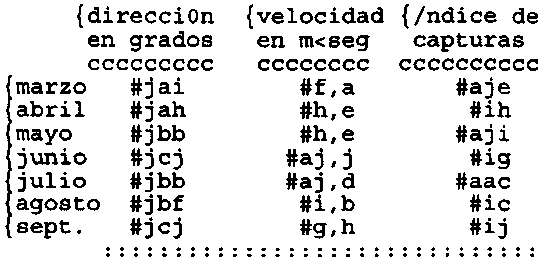 {direcci0n {velocidad {/ndice de
en grados en m<seg capturas
ccccccccc cccccccc cccccccccc
{marzo #jai #f,a #aje
{abril #jah #h,e #ih
{mayo #jbb #h,e #aji
{junio #jcj #aj,j #ig
{julio #jbb #aj,d #aac
{agosto #jbf #i,b #ic
{sept. #jcj #g,h #ij
:::::::::::::::::::::::::::::::